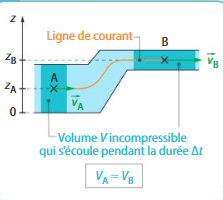 z
Ligne de courant
B
z_B
v_B
A
z_A
v_A
0
Volume V incompressible
qui s'écoule pendant la durée Δt
V_A = V_B